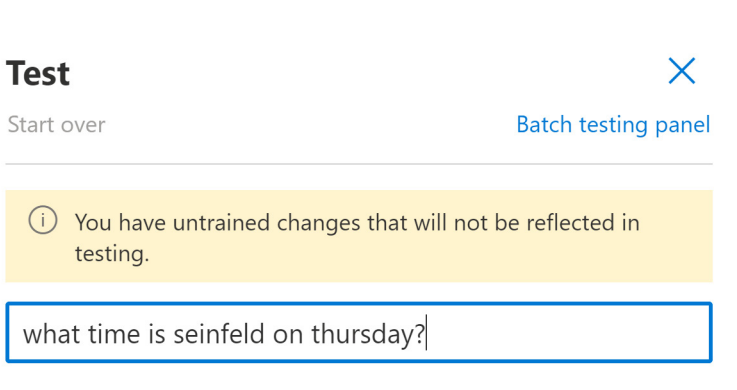 Test
Start over
Batch testing panel
You have untrained changes that will not be reflected in
testing.
what time is seinfeld on thursday?